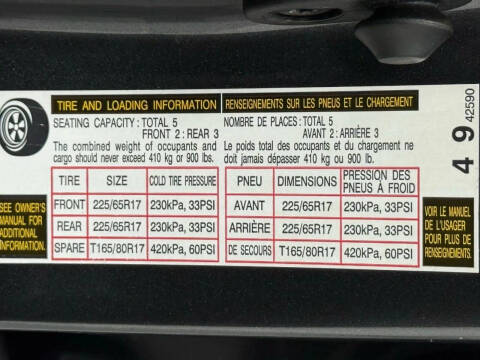 TIRE AND LOADING INFORMATION
SEATING CAPACITY: TOTAL 5
FRONT 2: REAR 3
The combined weight of occupants and
cargo should never exceed 410 kg or 900 lbs.
TIRE SIZE COLD TIRE PRESSURE
FRONT 225/65R17 230kPa, 33PSI
REAR 225/65R17 230kPa, 33PSI
SPARE T165/80R17 420kPa, 60PSI
SEE OWNER'S
MANUAL FOR
ADDITIONAL
INFORMATION.
RENSEIGNEMENTS SUR LES PNEUS ET LE CHARGEMENT
NOMBRE DE PLACES: TOTAL 5
AVANT 2: ARRIÈRE 3
Le poids total des occupants et du chargement ne
doit jamais dépasser 410 kg ou 900 lb.
PNEU DIMENSIONS PRESSION DES
PNEUS À FROID
AVANT 225/65R17 230kPa, 33PSI
ARRIÈRE 225/65R17 230kPa, 33PSI
DE SECOURS T165/80R17 420kPa, 60PSI
VOIR LE MANUEL
DE L'USAGER
POUR PLUS DE
RENSEIGNEMENTS.
4 9
42590